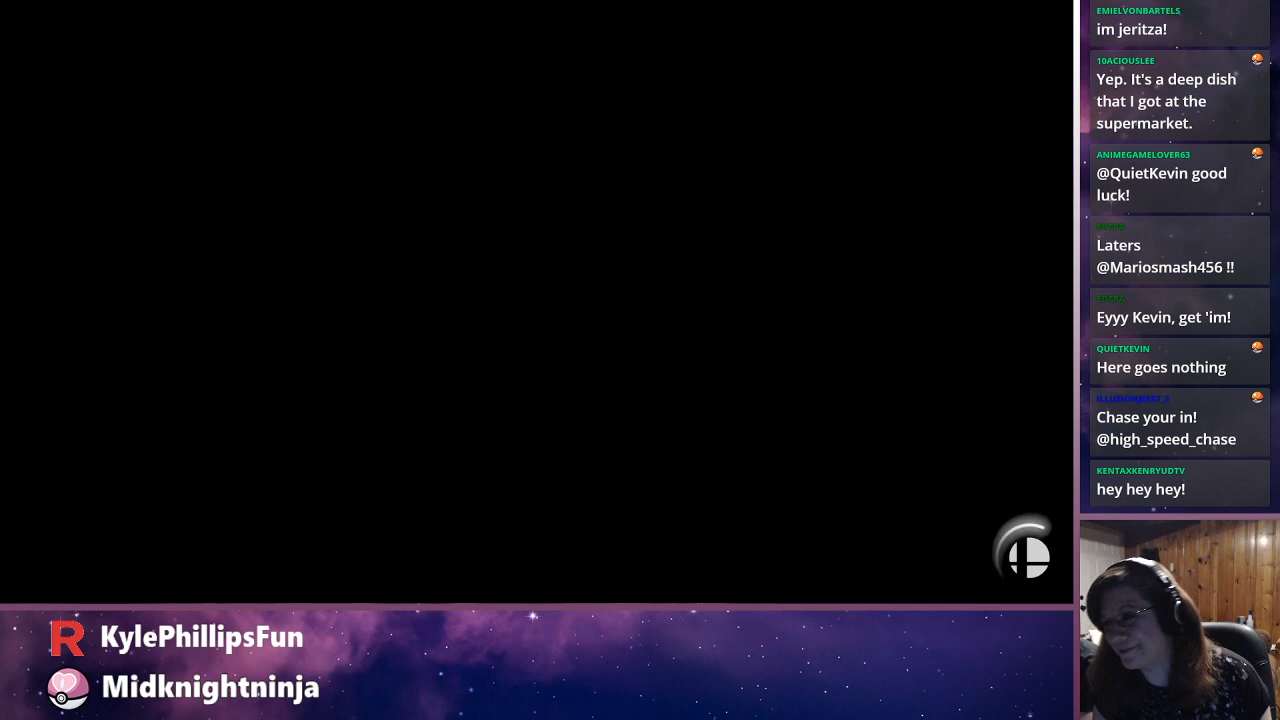 EMIELVONBARTELS
im jeritza!
10ACIOUSLEE
Yep. It's a deep dish
that I got at the
supermarket.
ANIMEGAMELOVER63
@QuietKevin good
luck!
Laters
@Mariosmash456 !!
Eyyy Kevin, get 'im!
QUIETKEVIN
Here goes nothing
Chase your in!
@high_speed_chase
KENTAXKENRYUDTV
hey hey hey!
R KylePhillipsFun
Midknightninja